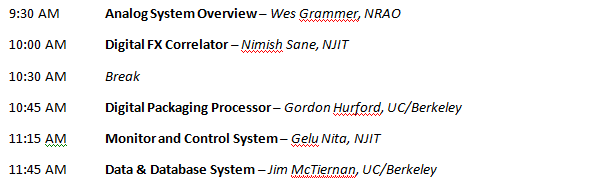 9:30 AM Analog System Overview – Wes Grammer, NRAO
10:00 AM Digital FX Correlator – Nimish Sane, NJIT
10:30 AM Break
10:45 AM Digital Packaging Processor – Gordon Hurford, UC/Berkeley
11:15 AM Monitor and Control System – Gelu Nita, NJIT
11:45 AM Data & Database System – Jim McTiernan, UC/Berkeley